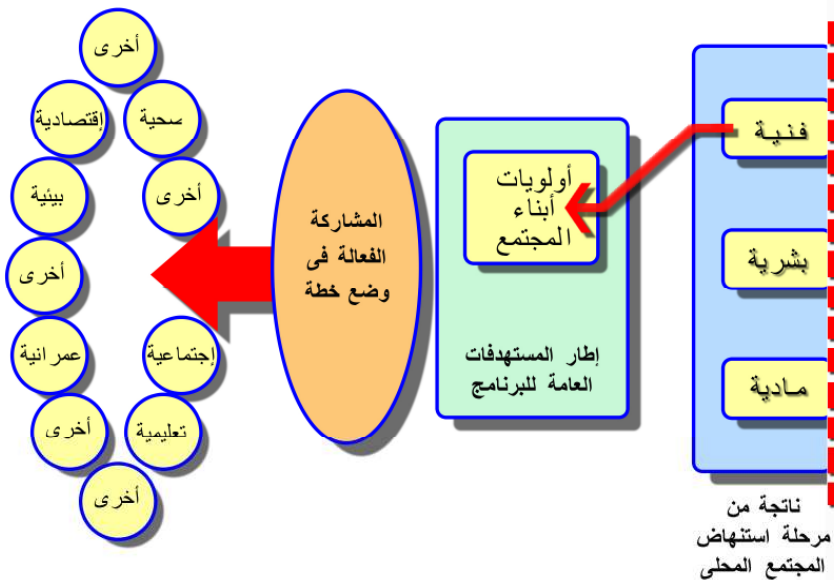 فنية
بشرية
مادية
ناتجة من
مرحلة استنهاض
المجتمع المحلى
أولويات
أبناء
المجتمع
إطار المستهدفات
العامة للبرنامج
المشاركة
الفعالة فى
وضع خطة
أخرى
سحية
إقتصادية
أخرى
بيئية
أخرى
إجتماعية
عمرانية
تعليمية
أخرى
أخرى